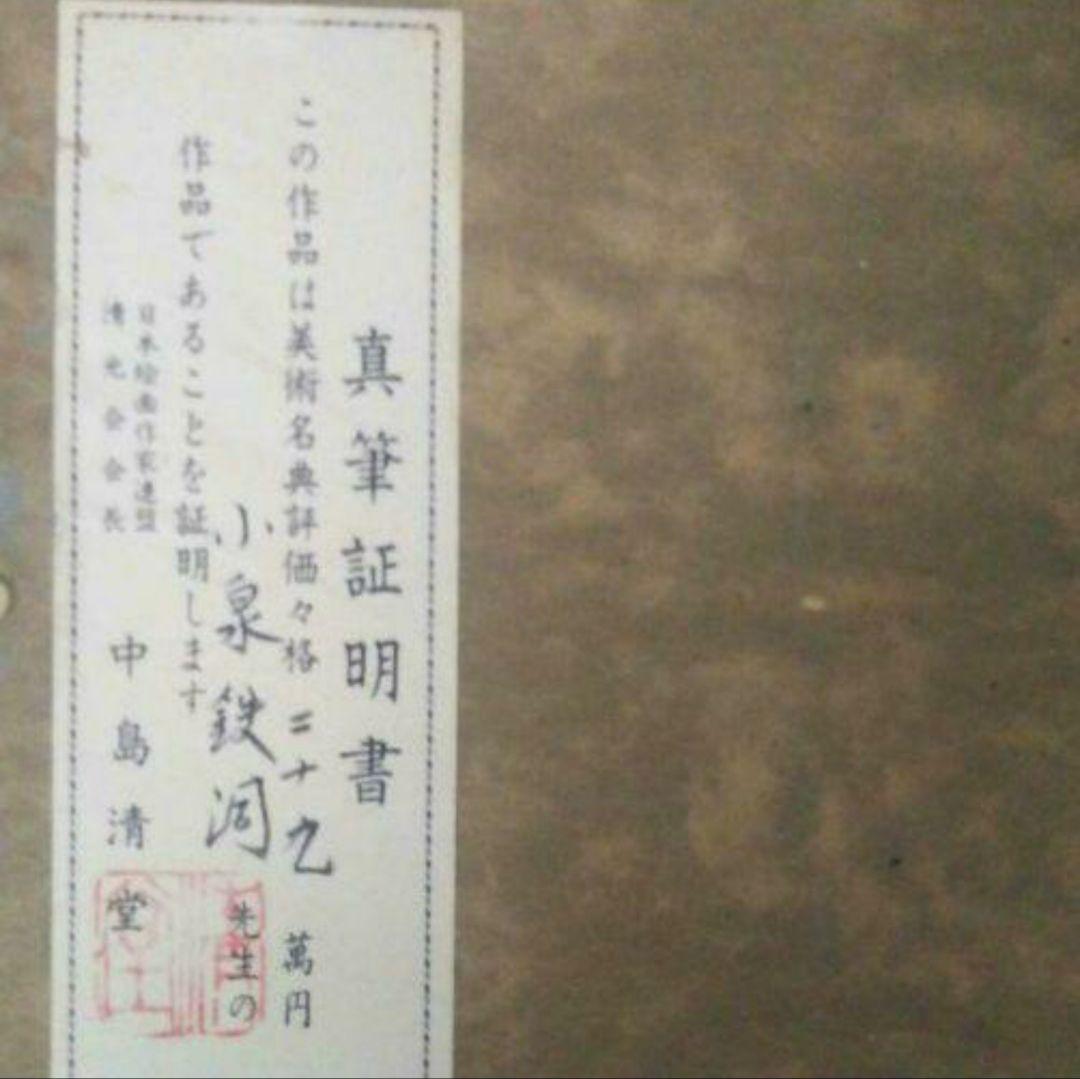 真筆証明書
この作品は美術名典評価々格二十九萬円
小泉鉄洞先生の
作品であることを証明します
日本絵画作家連盟
清光会会長
中島清堂